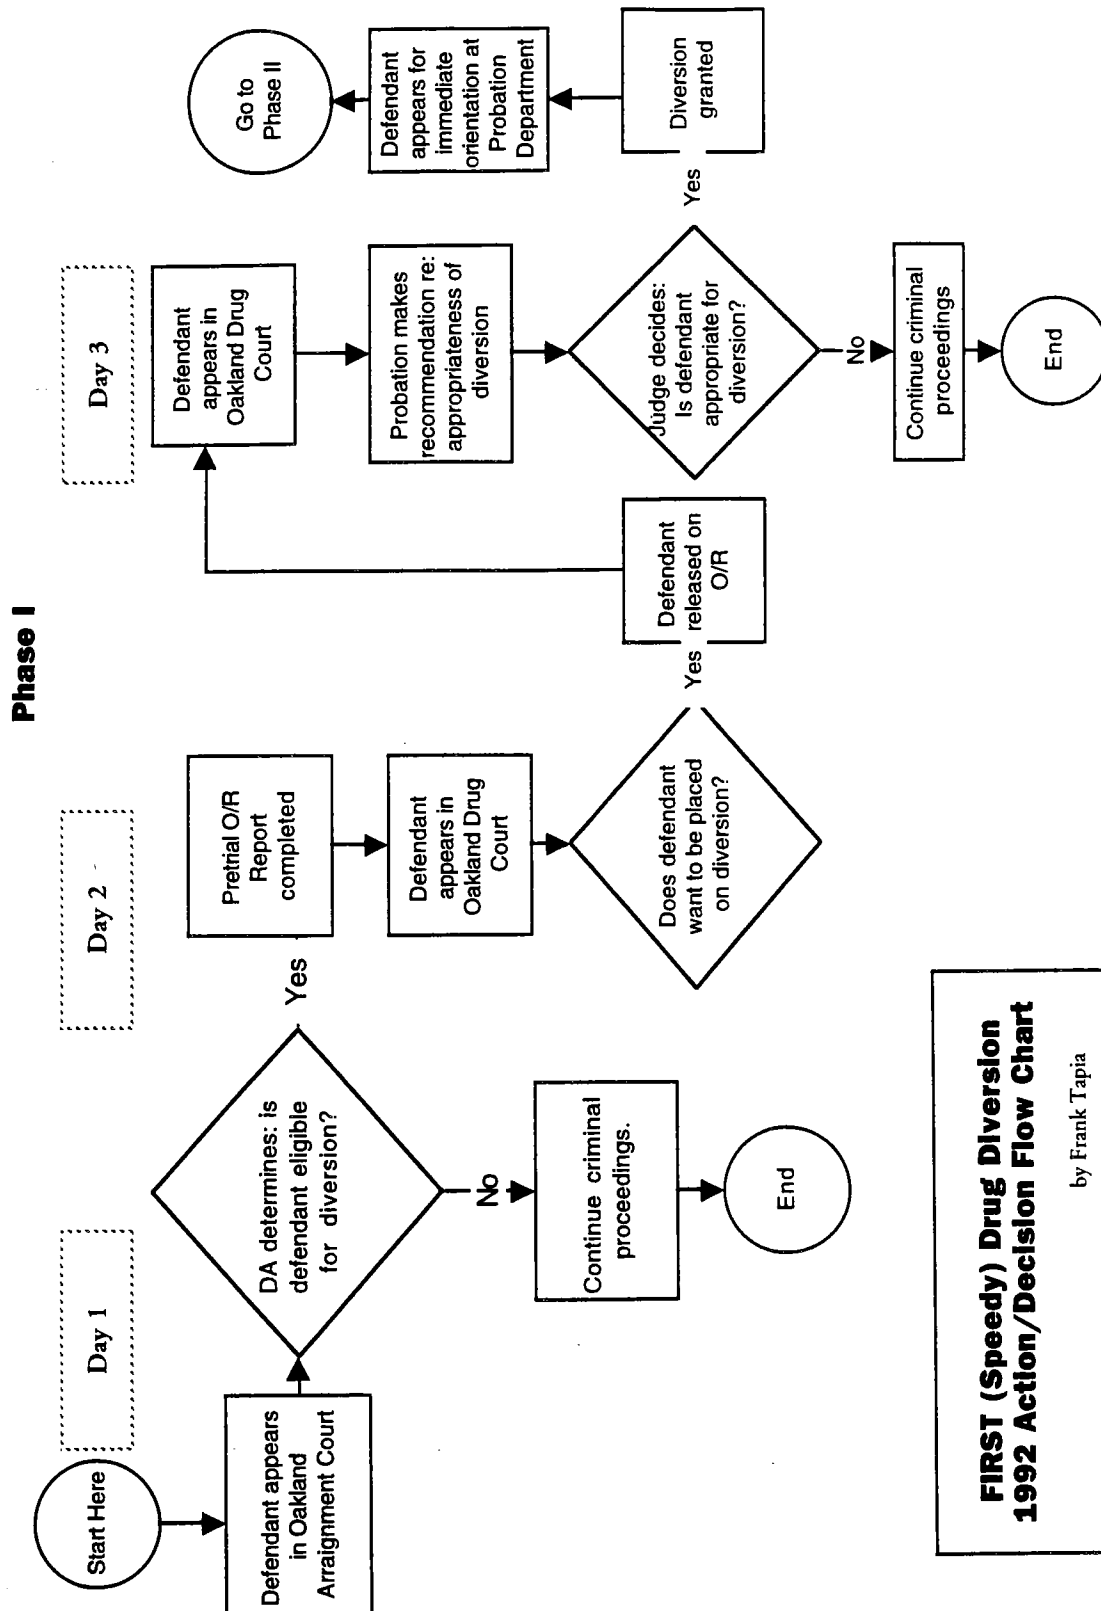 Phase I
Day 1
Day 2
Day 3
Start Here
Defendant appears
in Oakland
Arraignment Court
DA determines: is
defendant eligible
for diversion?
Yes
No
Continue criminal
proceedings.
End
Pretrial O/R
Report
completed
Defendant
appears in
Oakland Drug
Court
Does defendant
want to be placed
on diversion?
Yes
Defendant
released on
O/R
Defendant
appears in
Oakland Drug
Court
Probation makes
recommendation re:
appropriateness of
diversion
Judge decides:
Is defendant
appropriate for
diversion?
No
Continue criminal
proceedings
End
Yes
Diversion
granted
Defendant
appears for
immediate
orientation at
Probation
Department
Go to
Phase II
FIRST (Speedy) Drug Diversion
1992 Action/Decision Flow Chart
by Frank Tapia